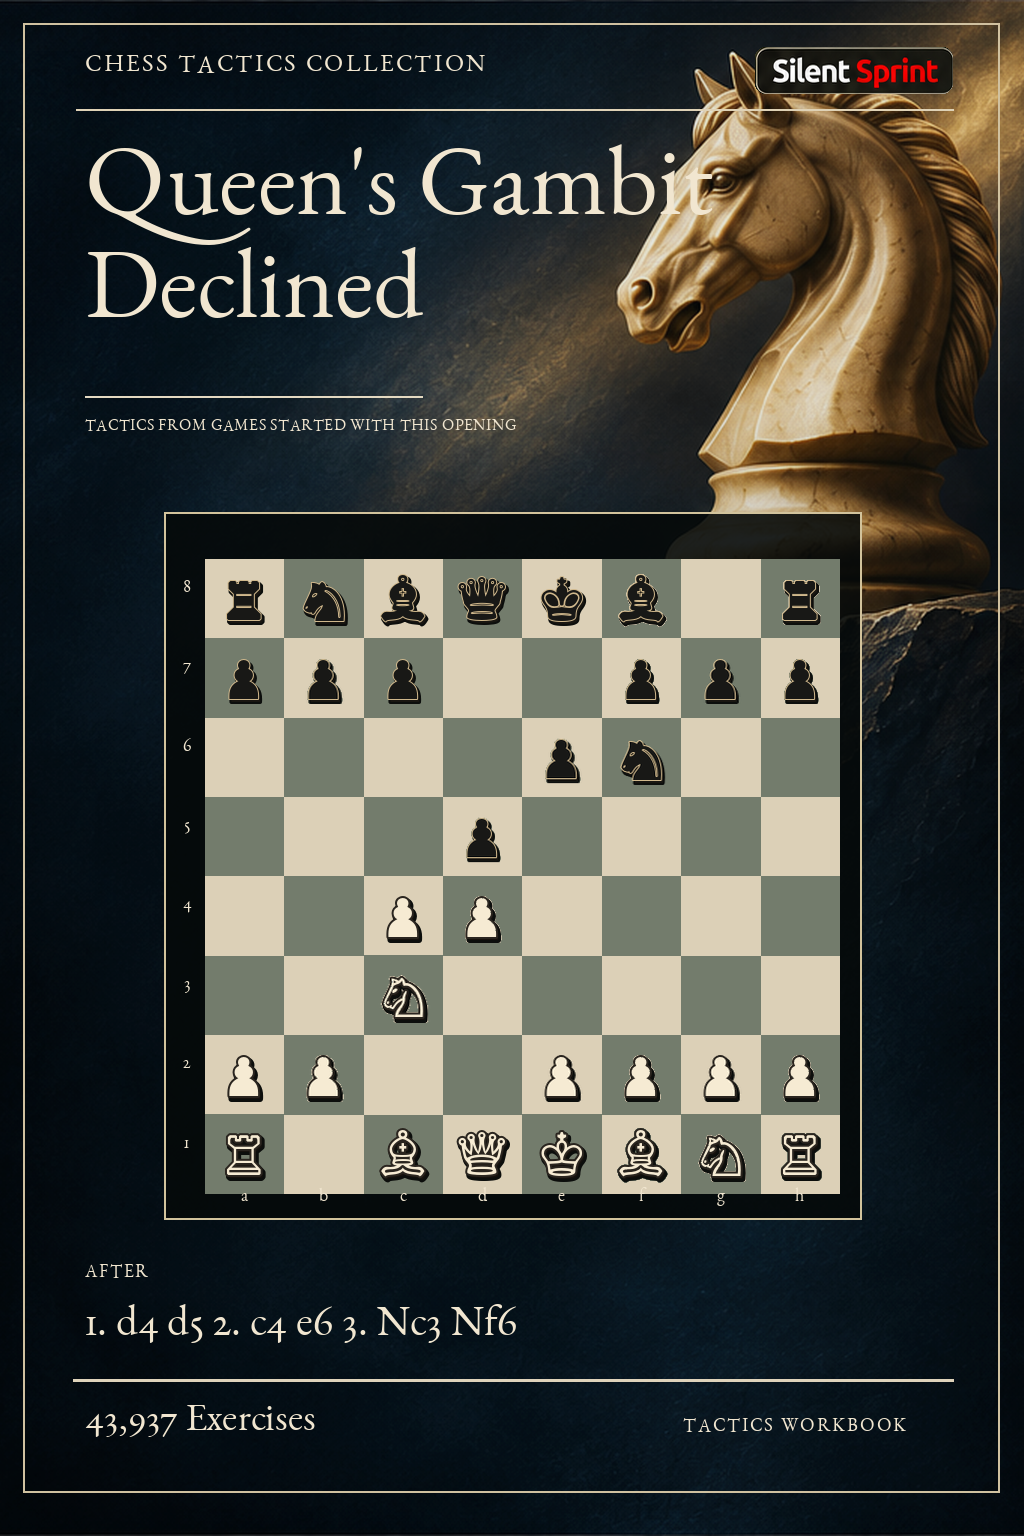 CHESS TACTICS COLLECTION
Silent Sprint
Queen's Gambit
Declined
TACTICS FROM GAMES STARTED WITH THIS OPENING
8
7
6
5
4
3
2
1
a b c d e f g h
AFTER
1. d4 d5 2. c4 e6 3. Nc3 Nf6
43,937 Exercises
TACTICS WORKBOOK